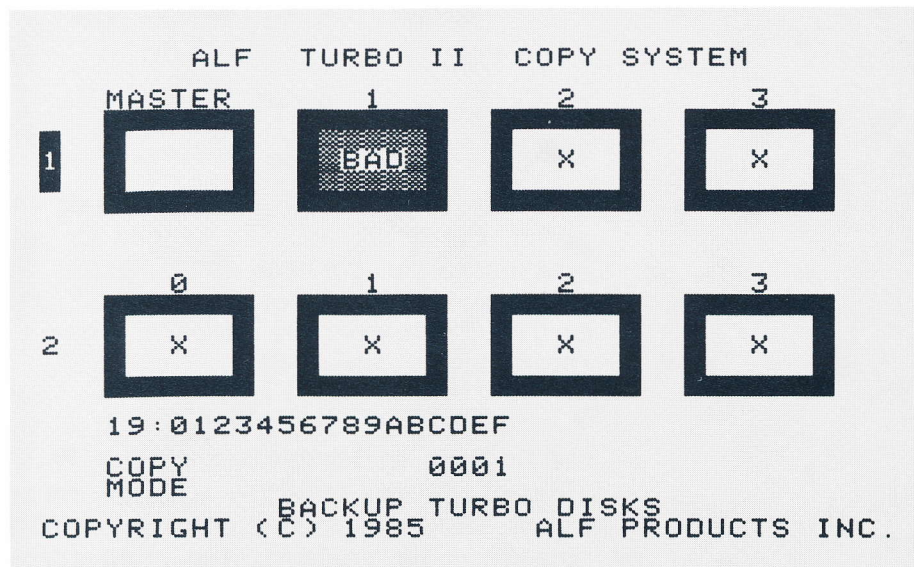 ALF TURBO II COPY SYSTEM
MASTER 1 2 3
1 BAD X X
0 1 2 3
2 X X X X
19:0123456789ABCDEF
COPY 0001
MODE
BACKUP TURBO DISKS
COPYRIGHT (C) 1985 ALF PRODUCTS INC.